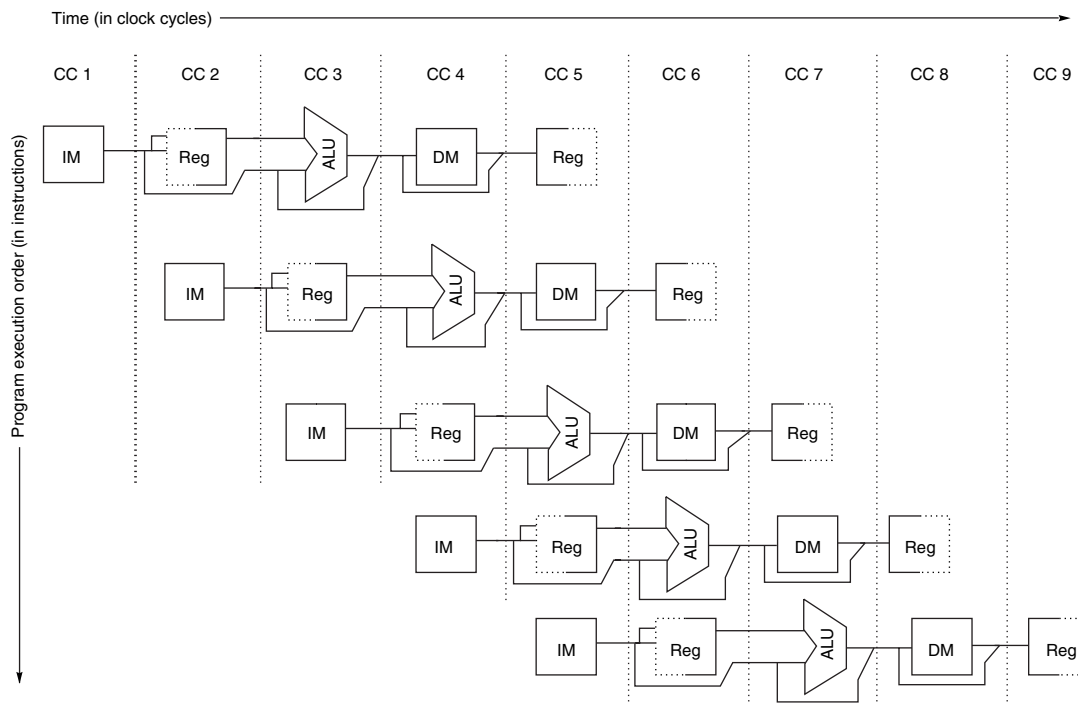 Time (in clock cycles)
CC 1 CC 2 CC 3 CC 4 CC 5 CC 6 CC 7 CC 8 CC 9
Program execution order (in instructions)
IM Reg ALU DM Reg
IM Reg ALU DM Reg
IM Reg ALU DM Reg
IM Reg ALU DM Reg
IM Reg ALU DM Reg